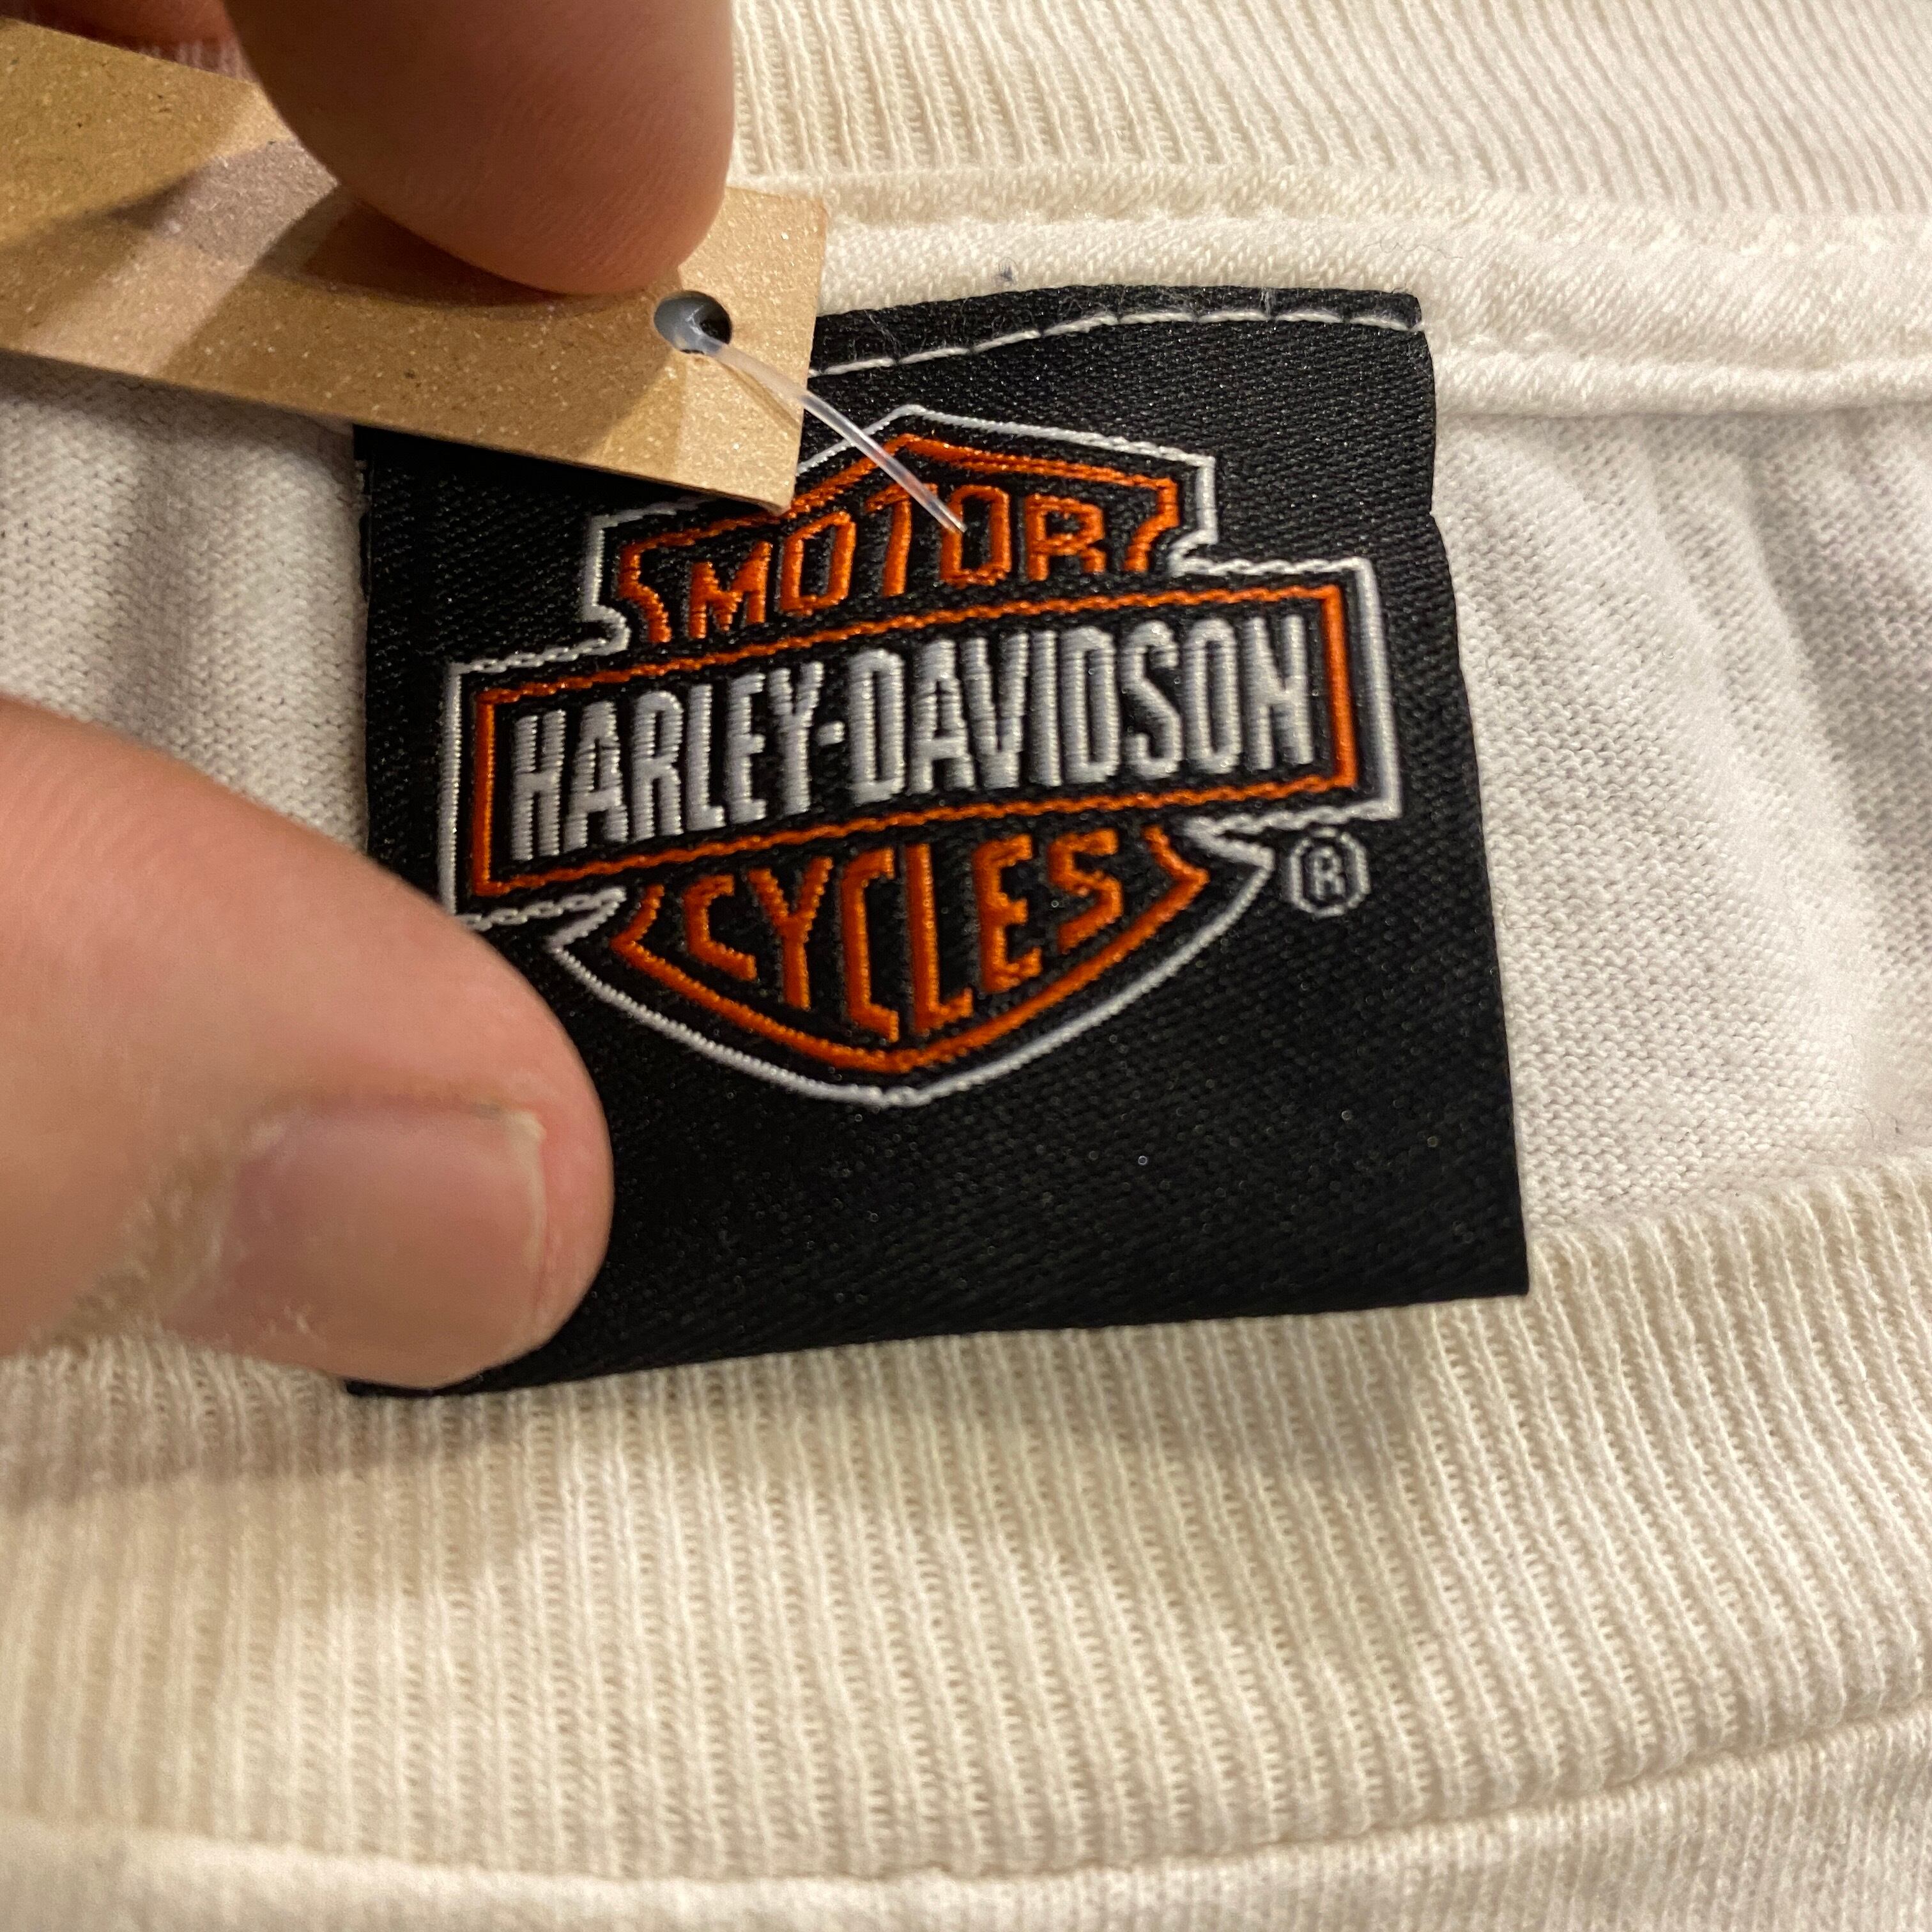 MOTOR
HARLEY-DAVIDSON
CYCLES
®